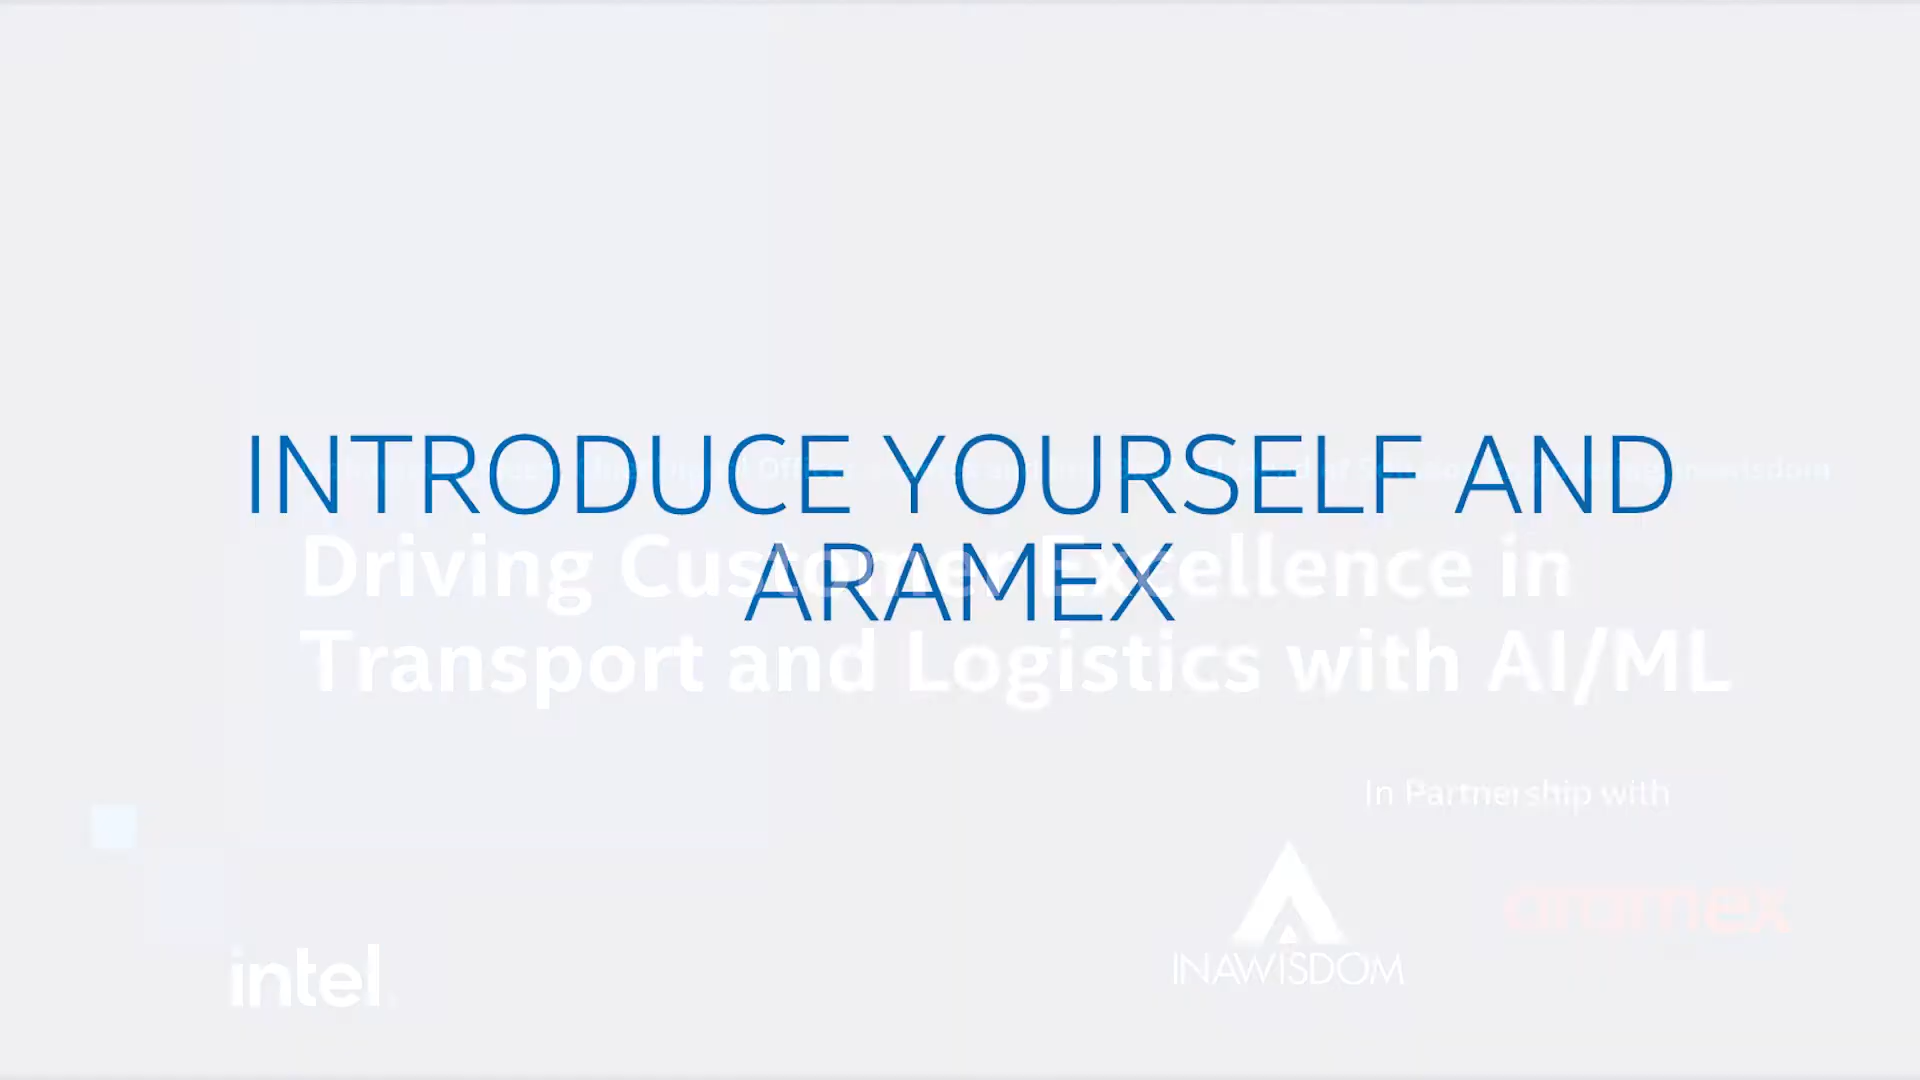 INTRODUCE YOURSELF AND
ARAMEX
Driving Customer Excellence in
Transport and Logistics with AI/ML
In Partnership with
INAWISDOM
aramex
intel